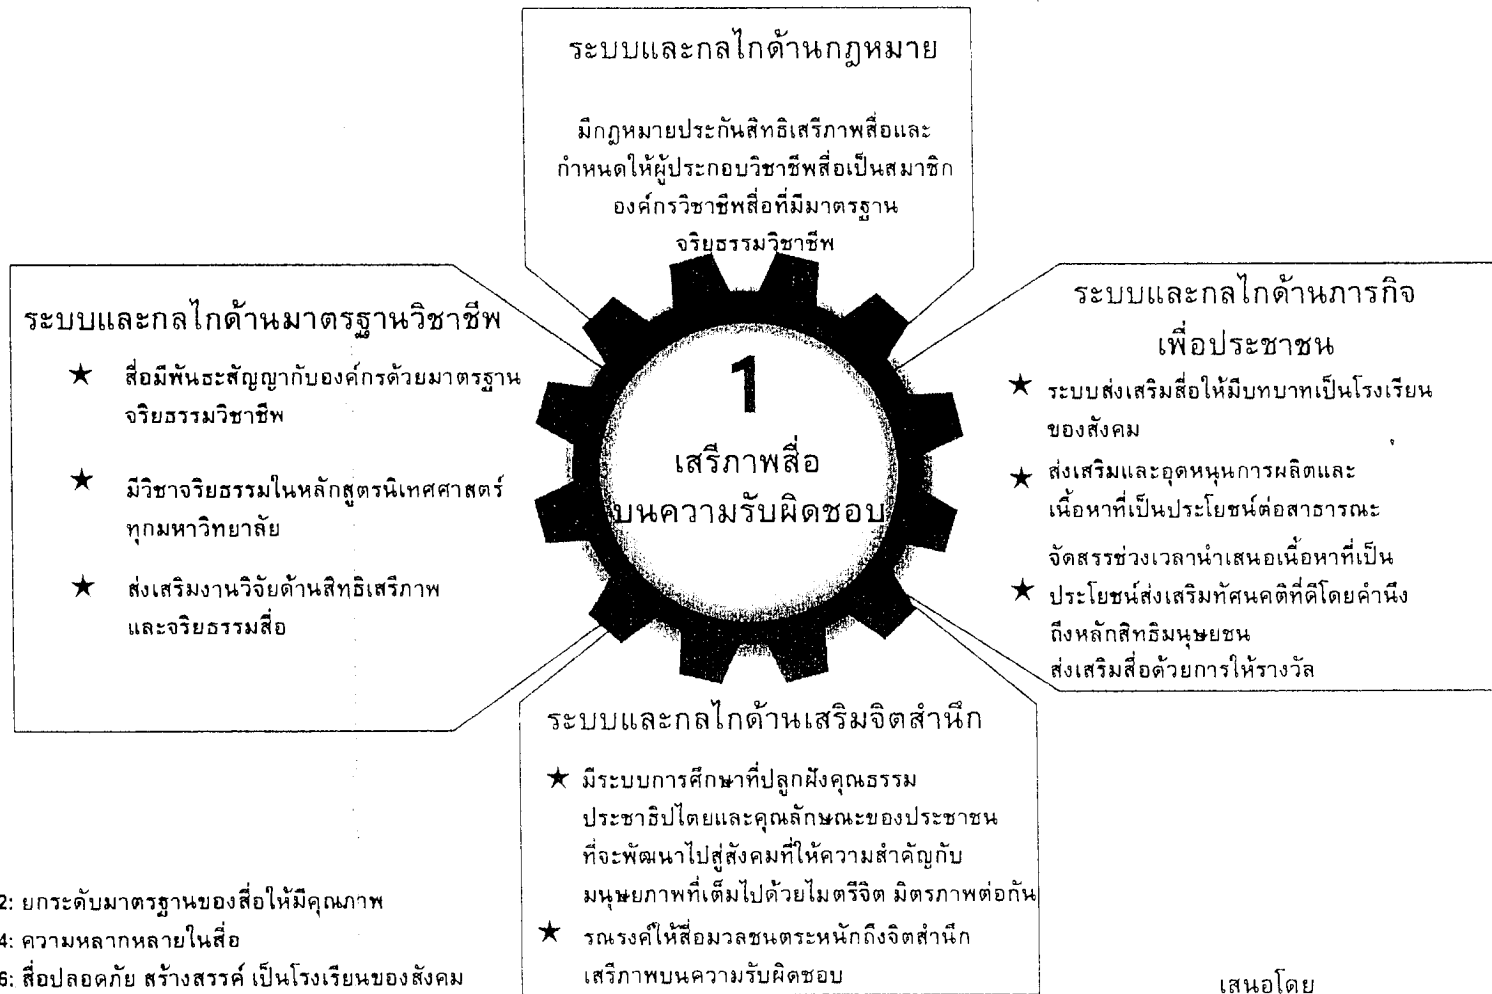 ระบบและกลไกด้านกฎหมาย
มีกฎหมายประกันสิทธิเสรีภาพสื่อและ
กำหนดให้ผู้ประกอบวิชาชีพสื่อเป็นสมาชิก
องค์กรวิชาชีพสื่อที่มีมาตรฐาน
จริยธรรมวิชาชีพ
ระบบและกลไกด้านมาตรฐานวิชาชีพ
★ สื่อมีพันธะสัญญากับองค์กรด้วยมาตรฐาน
จริยธรรมวิชาชีพ
★ มีวิชาจริยธรรมในหลักสูตรนิเทศศาสตร์
ทุกมหาวิทยาลัย
★ ส่งเสริมงานวิจัยด้านสิทธิเสรีภาพ
และจริยธรรมสื่อ
1
เสรีภาพสื่อ
บนความรับผิดชอบ
ระบบและกลไกด้านภารกิจ
เพื่อประชาชน
★ ระบบส่งเสริมสื่อให้มีบทบาทเป็นโรงเรียน
ของสังคม
★ ส่งเสริมและอุดหนุนการผลิตและ
เนื้อหาที่เป็นประโยชน์ต่อสาธารณะ
จัดสรรช่วงเวลานำเสนอเนื้อหาที่เป็น
★ ประโยชน์ส่งเสริมทัศนคติที่ดีโดยคำนึง
ถึงหลักสิทธิมนุษยชน
ส่งเสริมสื่อด้วยการให้รางวัล
ระบบและกลไกด้านเสริมจิตสำนึก
★ มีระบบการศึกษาที่ปลูกฝังคุณธรรม
ประชาธิปไตยและคุณลักษณะของประชาชน
ที่จะพัฒนาไปสู่สังคมที่ให้ความสำคัญกับ
มนุษยภาพที่เต็มไปด้วยไมตรีจิต มิตรภาพต่อกัน
★ รณรงค์ให้สื่อมวลชนตระหนักถึงจิตสำนึก
เสรีภาพบนความรับผิดชอบ
2: ยกระดับมาตรฐานของสื่อให้มีคุณภาพ
4: ความหลากหลายในสื่อ
6: สื่อปลอดภัย สร้างสรรค์ เป็นโรงเรียนของสังคม
เสนอโดย